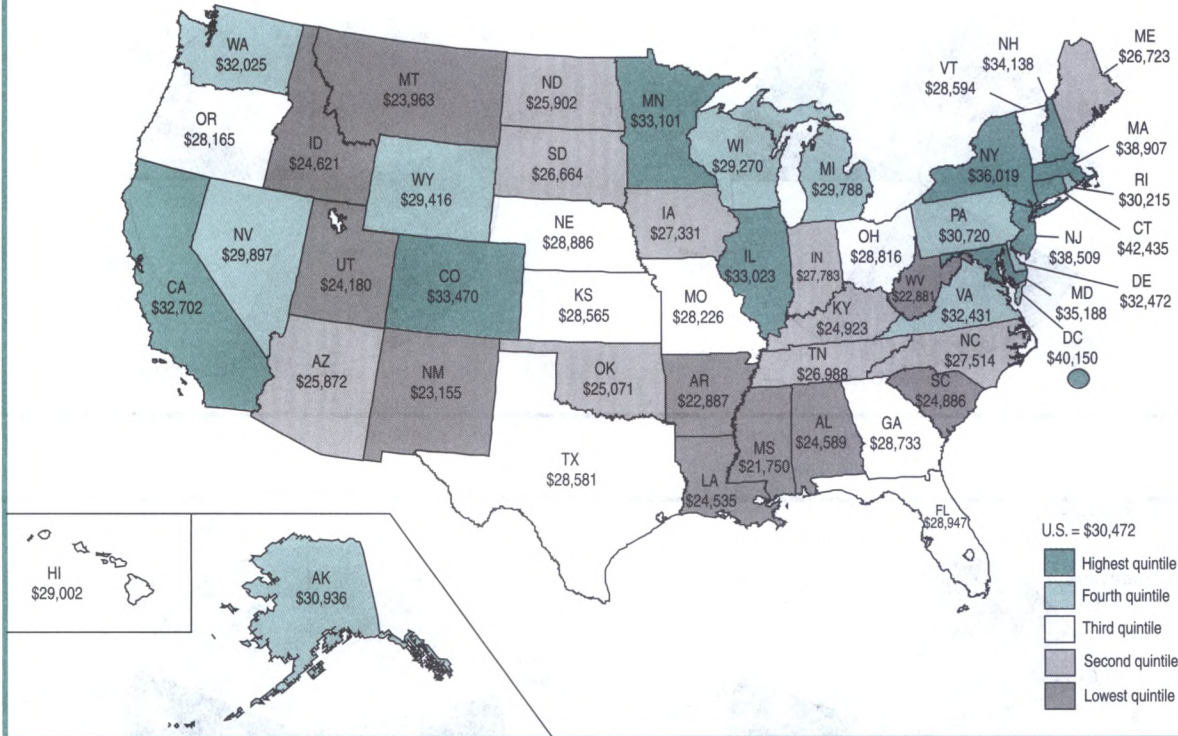 WA
$32,025
OR
$28,165
CA
$32,702
NV
$29,897
ID
$24,621
MT
$23,963
WY
$29,416
UT
$24,180
CO
$33,470
AZ
$25,872
NM
$23,155
ND
$25,902
SD
$26,664
NE
$28,886
KS
$28,565
OK
$25,071
TX
$28,581
MN
$33,101
IA
$27,331
MO
$28,226
AR
$22,887
LA
$24,535
WI
$29,270
IL
$33,023
MI
$29,788
IN
$27,783
OH
$28,816
KY
$24,923
TN
$26,988
MS
$21,750
AL
$24,589
GA
$28,733
FL
$28,947
SC
$24,886
NC
$27,514
VA
$32,431
WV
$22,881
PA
$30,720
NY
$36,019
VT
$28,594
NH
$34,138
ME
$26,723
MA
$38,907
RI
$30,215
CT
$42,435
NJ
$38,509
DE
$32,472
MD
$35,188
DC
$40,150
HI
$29,002
AK
$30,936
U.S. = $30,472
Highest quintile
Fourth quintile
Third quintile
Second quintile
Lowest quintile